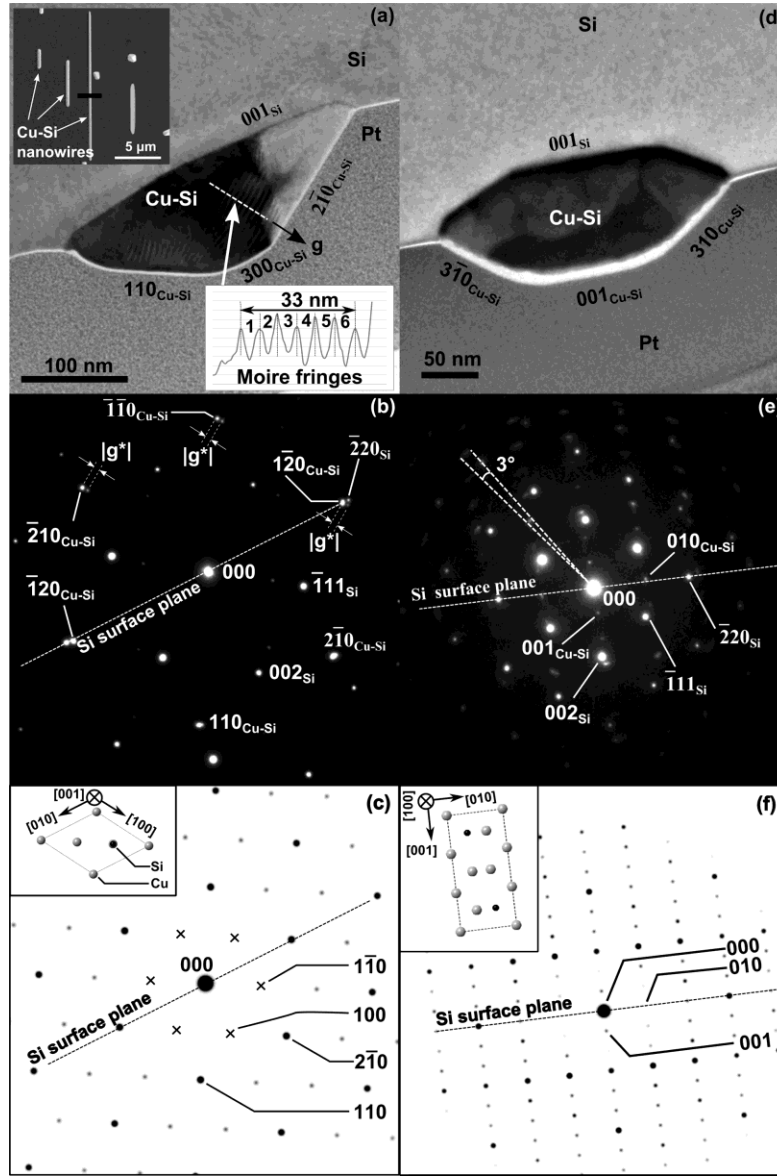 (a)
Si
001Si
Pt
Cu-Si
nanowires
5 µm
Cu-Si
2̅10Cu-Si
g
300Cu-Si
110Cu-Si
33 nm
1 2 3 4 5 6
Moire fringes
100 nm
(d)
Si
001Si
Cu-Si
310Cu-Si
31̅0Cu-Si
001Cu-Si
Pt
50 nm
(b)
1̅1̅0Cu-Si
|g*|
|g*|
1̅20Cu-Si
2̅20Si
|g*|
2̅10Cu-Si
000
1̅20Cu-Si
Si surface plane
1̅11Si
21̅0Cu-Si
002Si
110Cu-Si
(e)
3°
010Cu-Si
Si surface plane
000
2̅20Si
001Cu-Si
1̅11Si
002Si
(c)
[001]
[010]
[100]
Si
Cu
000
Si surface plane
11̅0
100
21̅0
110
(f)
[100]
[010]
[001]
000
010
Si surface plane
001